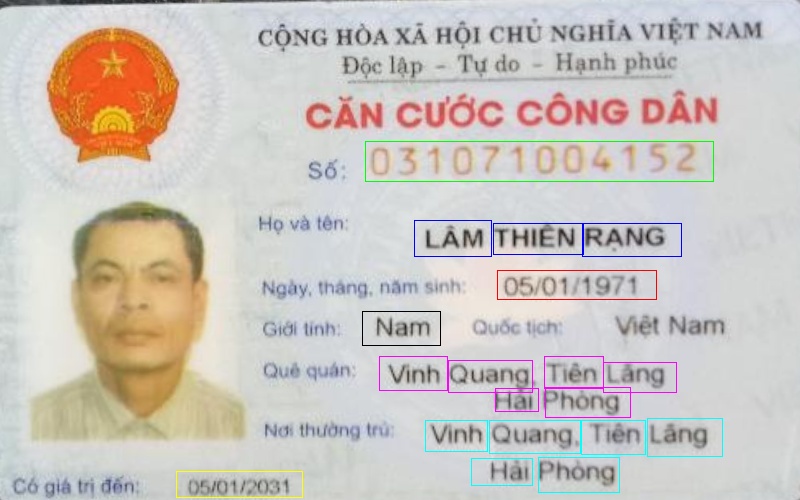 CỘNG HÒA XÃ HỘI CHỦ NGHĨA VIỆT NAM
Độc lập - Tự do - Hạnh phúc
CĂN CƯỚC CÔNG DÂN
Số: 031071004152
Họ và tên: LÂM THIÊN RẠNG
Ngày, tháng, năm sinh: 05/01/1971
Giới tính: Nam Quốc tịch: Việt Nam
Quê quán: Vinh Quang, Tiên Lãng
Hải Phòng
Nơi thường trú: Vinh Quang, Tiên Lãng
Hải Phòng
Có giá trị đến: 05/01/2031